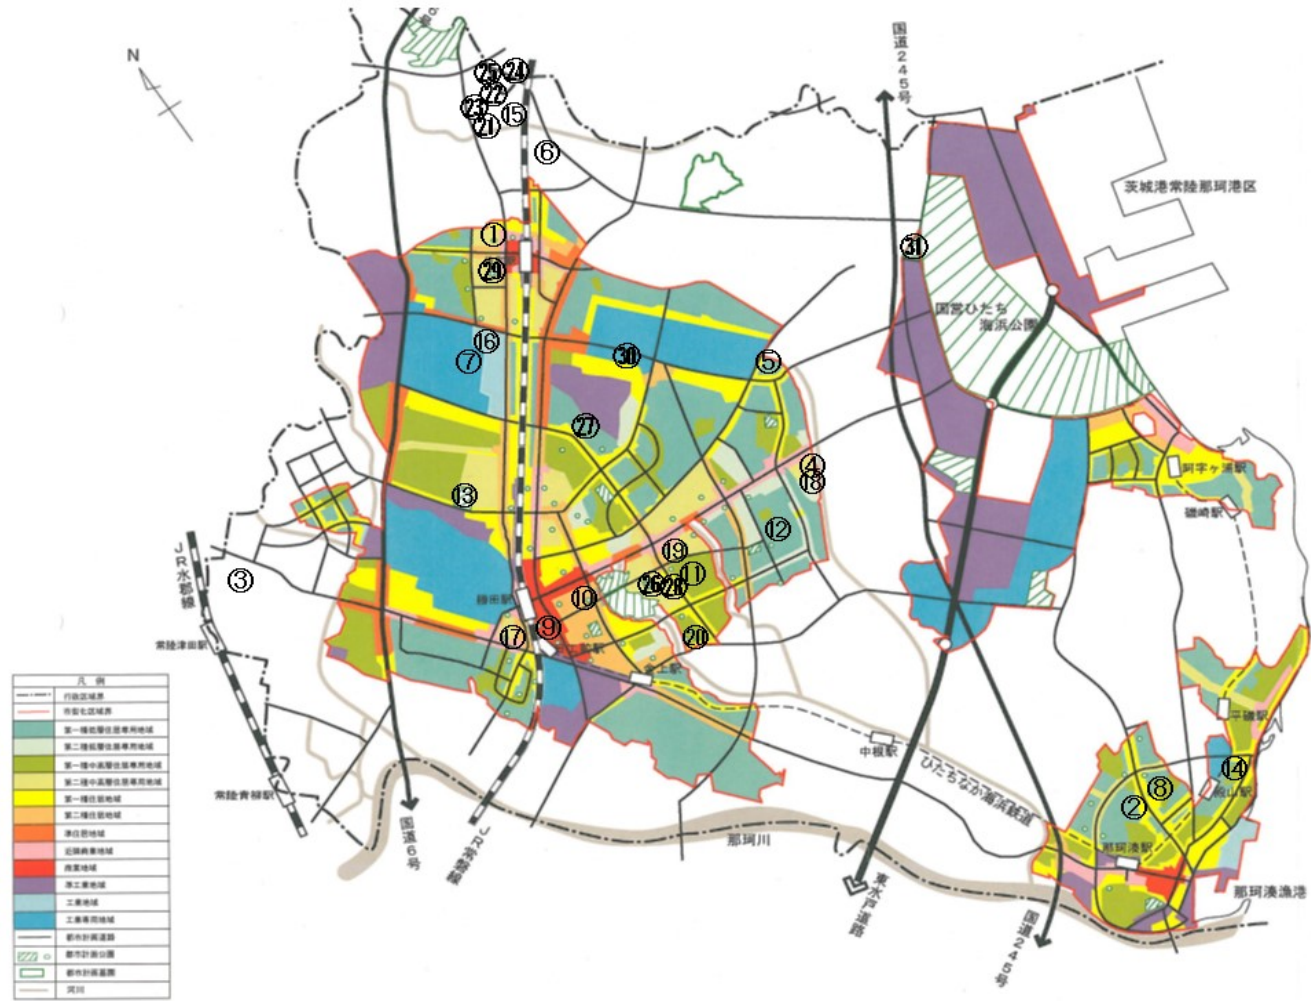 6号
国道245号
N
㉕
㉔
㉒
㉓
⑮
㉑
⑥
茨城港常陸那珂港区
①
㉛
㉙
国営ひたち
海浜公園
⑯
⑦
㉚
⑤
㉗
④
⑱
阿字ヶ浦駅
⑬
磯崎駅
⑫
JR水郡線
③
⑲
㉖
㉘
⑪
勝田駅
⑩
⑨
⑰
⑳
常陸津田駅
金上駅
平磯駅
中根駅
ひたちなか海浜鉄道
⑭
殿山駅
⑧
②
常陸青柳駅
国道6号
JR常磐線
那珂川
那珂湊駅
東水戸道路
那珂湊漁港
国道245号
凡例
行政区域界
市街化区域界
第一種低層住居専用地域
第二種低層住居専用地域
第一種中高層住居専用地域
第二種中高層住居専用地域
第一種住居地域
第二種住居地域
準住居地域
近隣商業地域
商業地域
準工業地域
工業地域
工業専用地域
都市計画道路
都市計画公園
都市計画墓園
河川